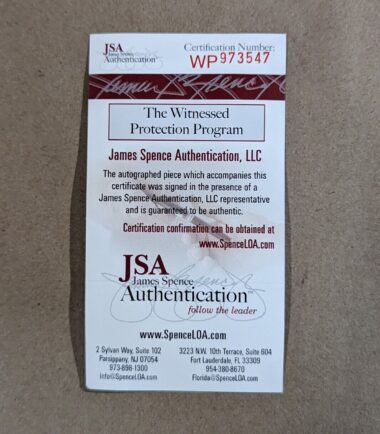 JSA
James Spence
Authentication
Certification Number:
WP973547
The Witnessed
Protection Program
James Spence Authentication, LLC
The autographed piece which accompanies this
certificate was signed in the presence of a
James Spence Authentication, LLC representative
and is guaranteed to be authentic.
Certification confirmation can be obtained at
www.SpenceLOA.com
JSA
James Spence
Authentication
follow the leader
www.SpenceLOA.com
2 Sylvan Way, Suite 102
Parsippany, NJ 07054
973-898-1300
Info@SpenceLOA.com
3223 N.W. 10th Terrace, Suite 604
Fort Lauderdale, FL 33309
954-380-8670
Florida@SpenceLOA.com